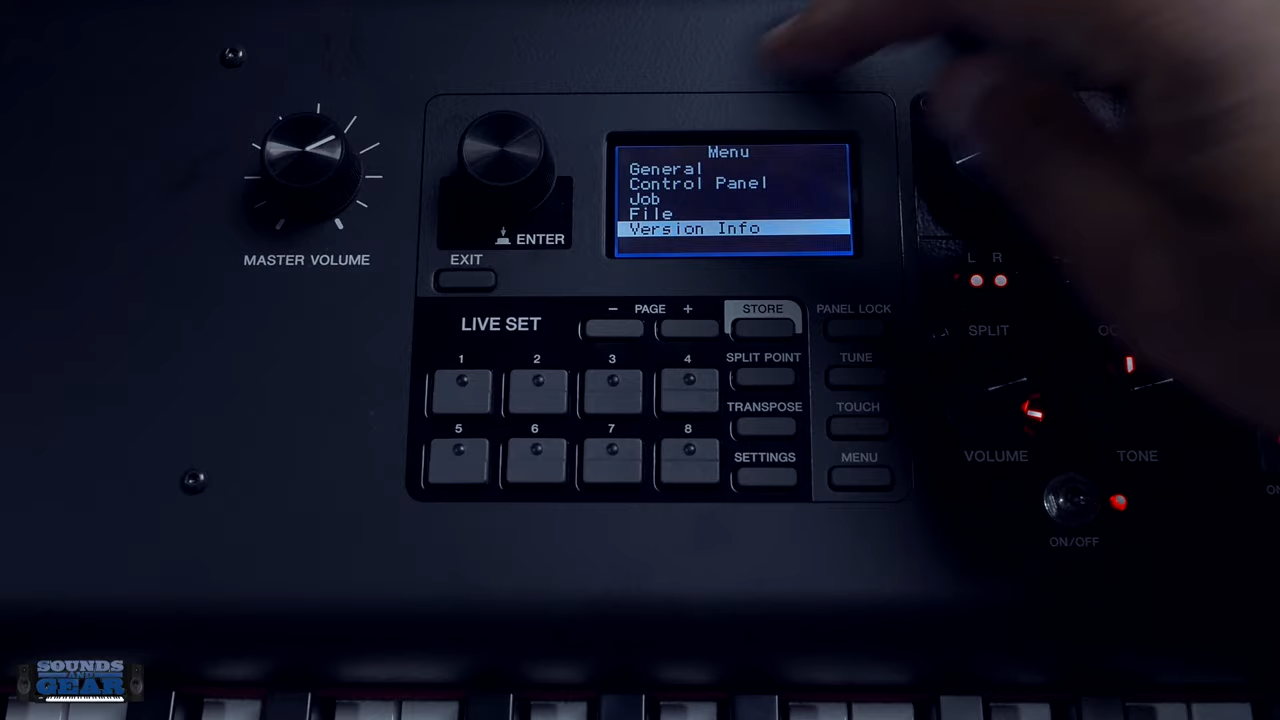 Menu
General
Control Panel
Job
File
Version Info
ENTER
MASTER VOLUME
EXIT
L R
LIVE SET
− PAGE +
STORE
PANEL LOCK
SPLIT
1 2 3 4
SPLIT POINT
TUNE
TRANSPOSE
TOUCH
5 6 7 8
SETTINGS
MENU
VOLUME
TONE
ON/OFF
SOUNDS
AND
GEAR